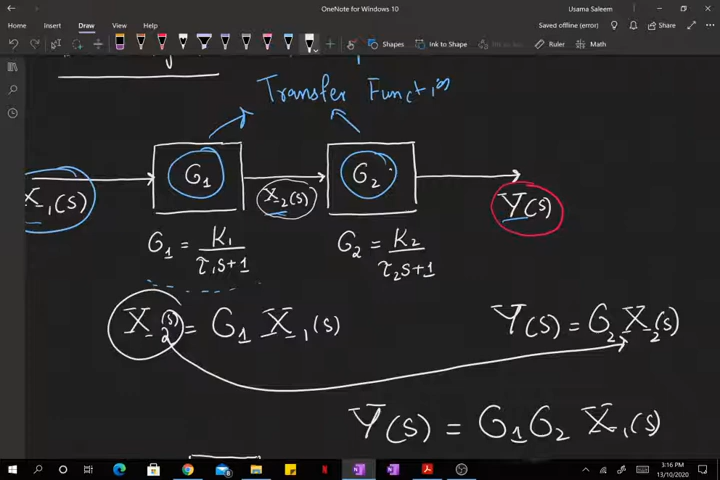 OneNote for Windows 10
Usama Saleem
Home Insert Draw View Help
Saved offline (error)
Share
Shapes Ink to Shape Ruler Math
Transfer Function
X₁(s) G₁ X₂(s) G₂ Y(s)
G₁ = K₁/(τ₁s+1) G₂ = K₂/(τ₂s+1)
X₂(s) = G₁ X₁(s) Y(s) = G₂ X₂(s)
Y(s) = G₁G₂ X₁(s)
3:16 PM
13/10/2020